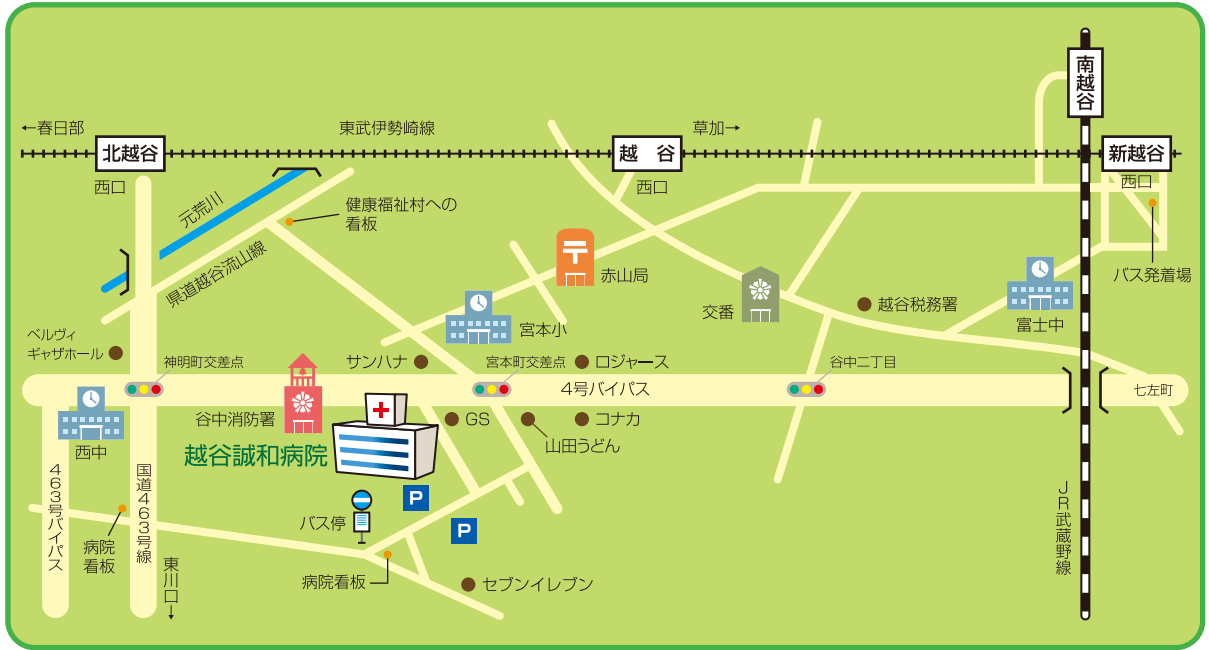 南越谷
←春日部
東武伊勢崎線
草加→
北越谷
越 谷
新越谷
西口
西口
西口
元荒川
健康福祉村への
看板
県道越谷流山線
赤山局
バス発着場
交番
越谷税務署
富士中
宮本小
ベルヴィ
ギャザホール
神明町交差点
サンハナ
宮本町交差点
ロジャース
谷中二丁目
4号バイパス
七左町
谷中消防署
GS
コナカ
山田うどん
西中
越谷誠和病院
463号バイパス
国道463号線
P
P
バス停
病院
看板
東川口↓
病院看板
セブンイレブン
JR武蔵野線